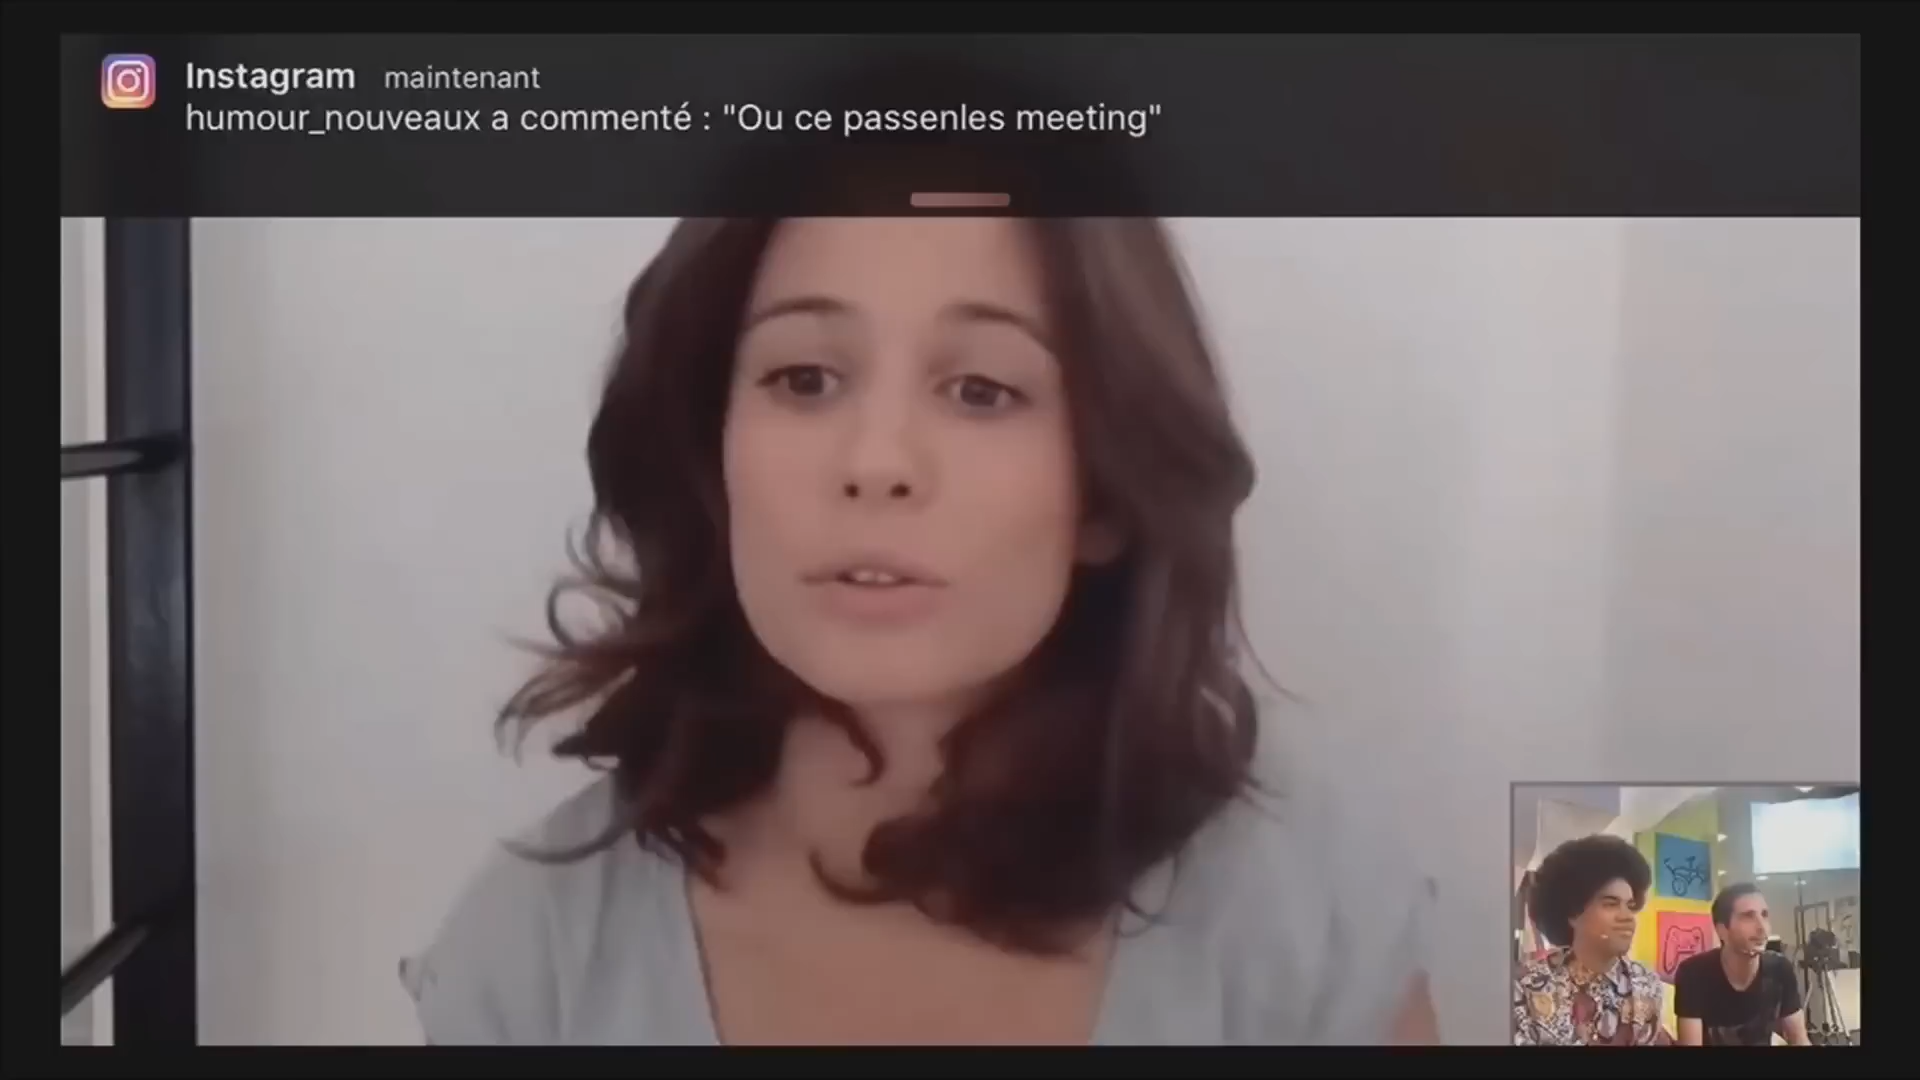 Instagram maintenant
humour_nouveaux a commenté : "Ou ce passenles meeting"